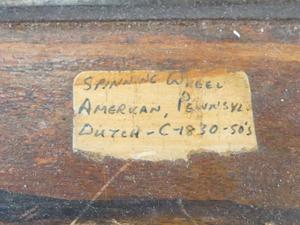 SPINNING WHEEL
AMERICAN, PENNSYL
DUTCH - C-1830-50's